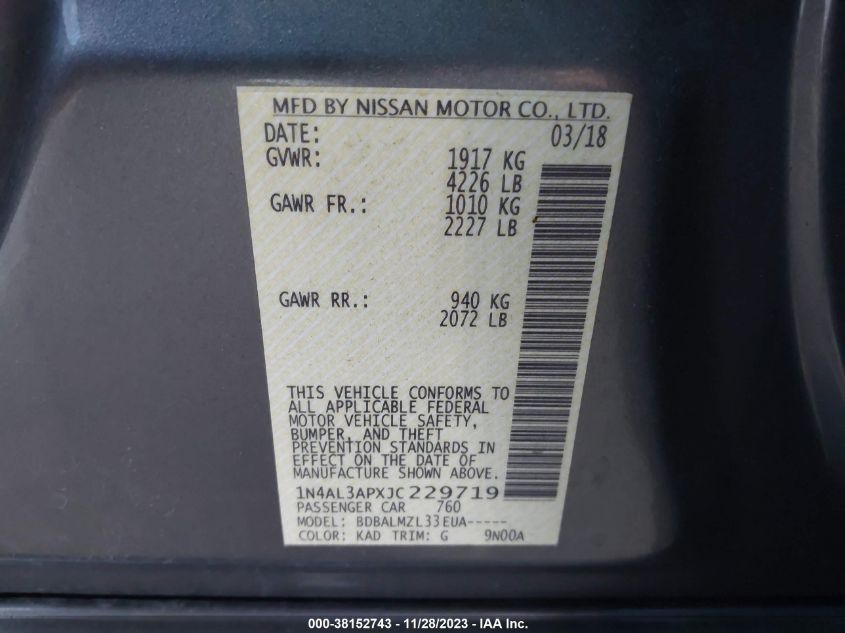 MFD BY NISSAN MOTOR CO., LTD.
DATE: 03/18
GVWR: 1917 KG
4226 LB
GAWR FR.: 1010 KG
2227 LB
GAWR RR.: 940 KG
2072 LB
THIS VEHICLE CONFORMS TO
ALL APPLICABLE FEDERAL
MOTOR VEHICLE SAFETY,
BUMPER, AND THEFT
PREVENTION STANDARDS IN
EFFECT ON THE DATE OF
MANUFACTURE SHOWN ABOVE.
1N4AL3APXJC229719
PASSENGER CAR 760
MODEL: BDBALMZL33EUA-----
COLOR: KAD TRIM: G 9N00A
000-38152743 - 11/28/2023 - IAA Inc.